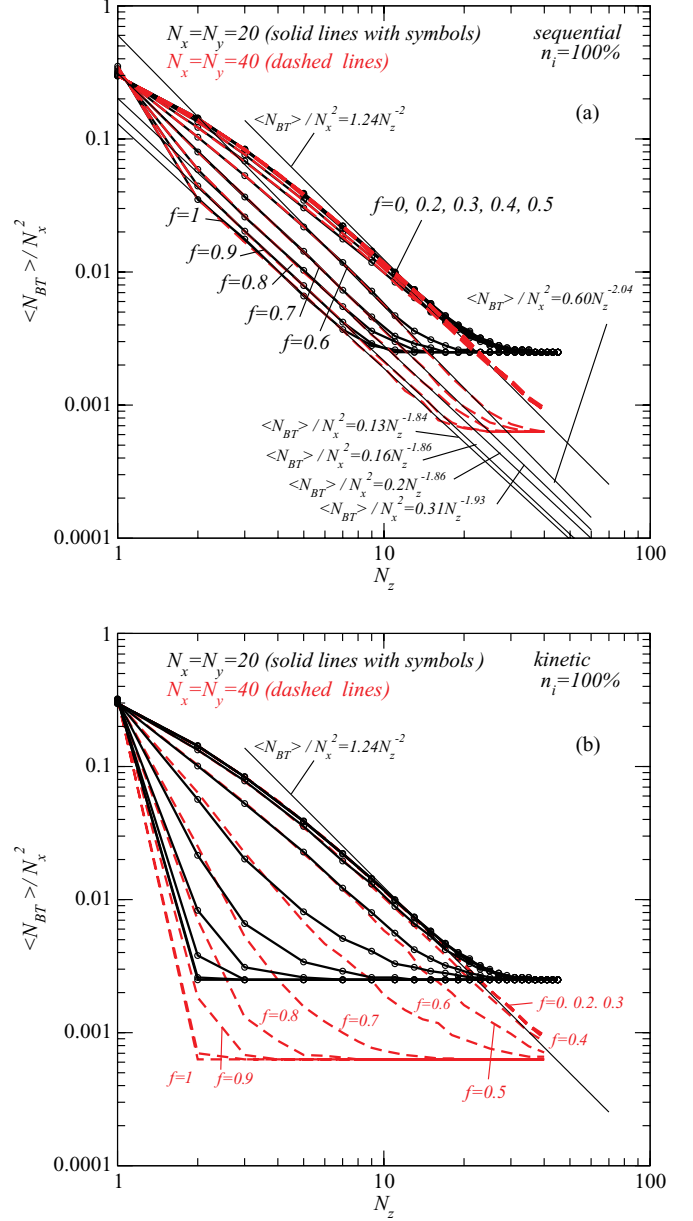 N_x=N_y=20 (solid lines with symbols)
sequential
N_x=N_y=40 (dashed lines)
n_i=100%
(a)
<N_BT> / N_x^2=1.24N_z^-2
f=0, 0.2, 0.3, 0.4, 0.5
f=1
f=0.9
f=0.8
f=0.7
f=0.6
<N_BT> / N_x^2=0.60N_z^-2.04
<N_BT> / N_x^2=0.13N_z^-1.84
<N_BT> / N_x^2=0.16N_z^-1.86
<N_BT> / N_x^2=0.2N_z^-1.86
<N_BT> / N_x^2=0.31N_z^-1.93
<N_BT> / N_x^2
1
0.1
0.01
0.001
0.0001
1
10
100
N_z
N_x=N_y=20 (solid lines with symbols)
kinetic
N_x=N_y=40 (dashed lines)
n_i=100%
(b)
<N_BT> / N_x^2=1.24N_z^-2
f=0. 0.2. 0.3
f=0.4
f=0.5
f=0.6
f=0.7
f=0.8
f=0.9
f=1
<N_BT> / N_x^2
1
0.1
0.01
0.001
0.0001
1
10
100
N_z